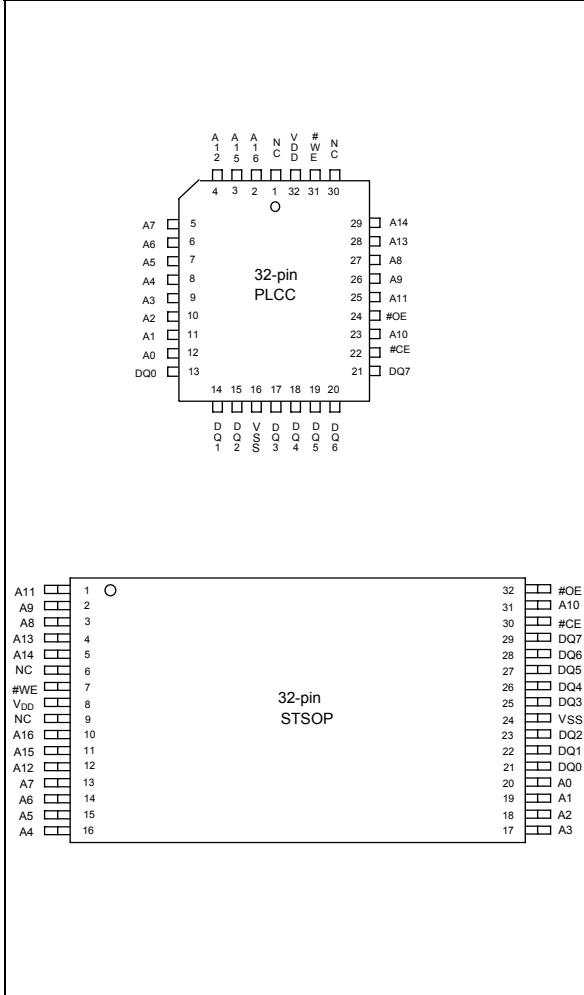 A12 A15 A16 NC VDD #WE NC
4 3 2 1 32 31 30
A7 5 29 A14
A6 6 28 A13
A5 7 27 A8
A4 8 26 A9
A3 9 25 A11
A2 10 24 #OE
A1 11 23 A10
A0 12 22 #CE
DQ0 13 21 DQ7
32-pin
PLCC
14 15 16 17 18 19 20
DQ1 DQ2 VSS DQ3 DQ4 DQ5 DQ6
A11 1 32 #OE
A9 2 31 A10
A8 3 30 #CE
A13 4 29 DQ7
A14 5 28 DQ6
NC 6 27 DQ5
#WE 7 26 DQ4
VDD 8 25 DQ3
NC 9 24 VSS
A16 10 23 DQ2
A15 11 22 DQ1
A12 12 21 DQ0
A7 13 20 A0
A6 14 19 A1
A5 15 18 A2
A4 16 17 A3
32-pin
STSOP